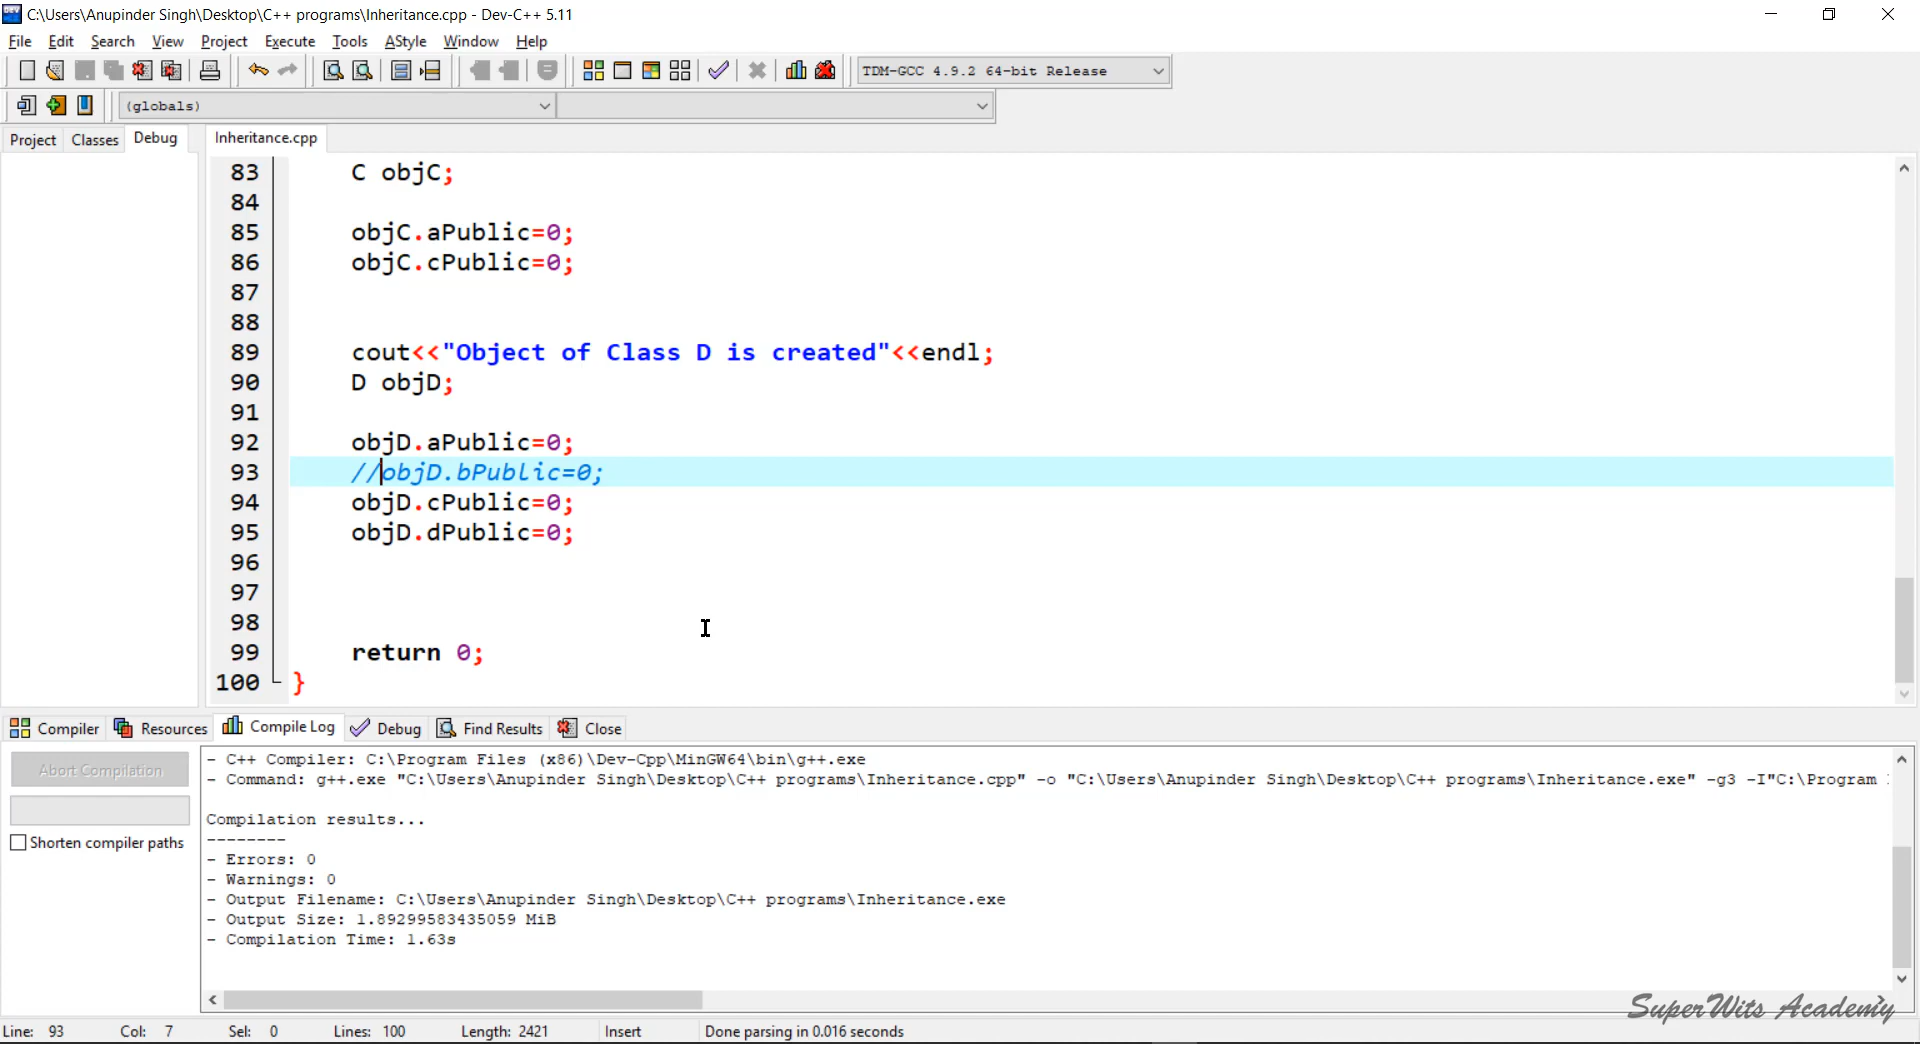 C:\Users\Anupinder Singh\Desktop\C++ programs\Inheritance.cpp - Dev-C++ 5.11
File Edit Search View Project Execute Tools AStyle Window Help
TDM-GCC 4.9.2 64-bit Release
(globals)
Project Classes Debug Inheritance.cpp
83 C objC;
84
85 objC.aPublic=0;
86 objC.cPublic=0;
87
88
89 cout<<"Object of Class D is created"<<endl;
90 D objD;
91
92 objD.aPublic=0;
93 //objD.bPublic=0;
94 objD.cPublic=0;
95 objD.dPublic=0;
96
97
98
99 return 0;
100 }
Compiler Resources Compile Log Debug Find Results Close
Abort Compilation
Shorten compiler paths
- C++ Compiler: C:\Program Files (x86)\Dev-Cpp\MinGW64\bin\g++.exe
- Command: g++.exe "C:\Users\Anupinder Singh\Desktop\C++ programs\Inheritance.cpp" -o "C:\Users\Anupinder Singh\Desktop\C++ programs\Inheritance.exe" -g3 -I"C:\Program
Compilation results...
--------
- Errors: 0
- Warnings: 0
- Output Filename: C:\Users\Anupinder Singh\Desktop\C++ programs\Inheritance.exe
- Output Size: 1.89299583435059 MiB
- Compilation Time: 1.63s
SuperWits Academy
Line: 93 Col: 7 Sel: 0 Lines: 100 Length: 2421 Insert Done parsing in 0.016 seconds